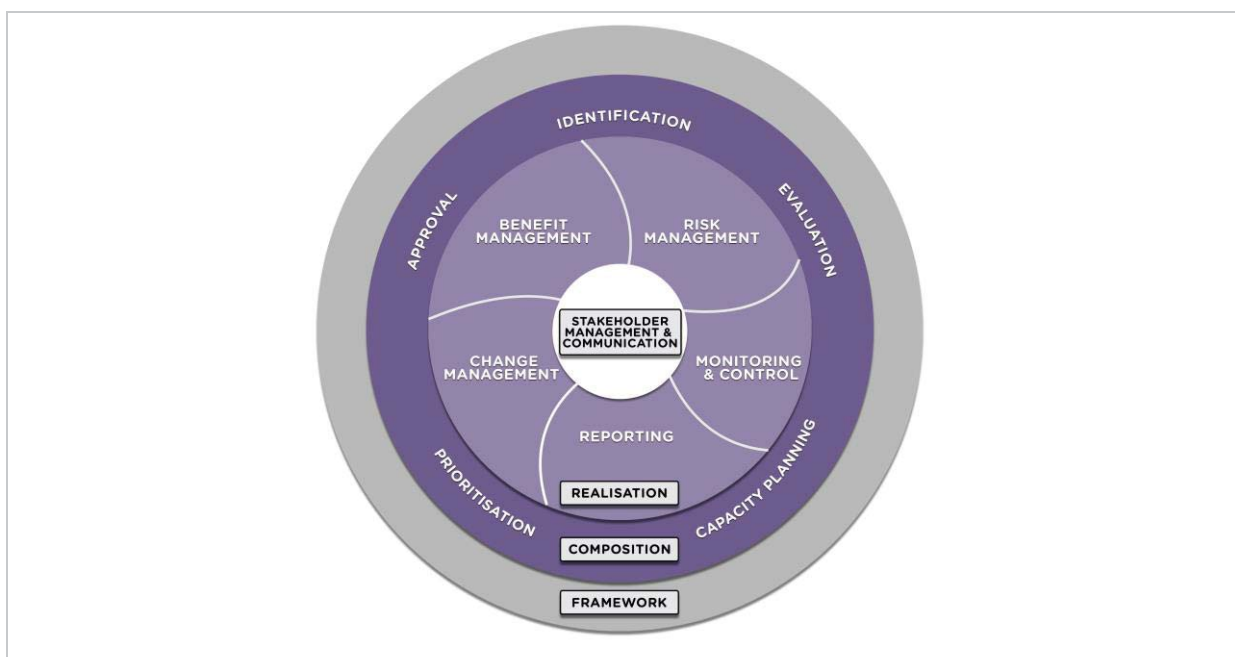 IDENTIFICATION
APPROVAL
EVALUATION
BENEFIT
MANAGEMENT
RISK
MANAGEMENT
STAKEHOLDER
MANAGEMENT &
COMMUNICATION
CHANGE
MANAGEMENT
MONITORING
& CONTROL
REPORTING
PRIORITISATION
CAPACITY PLANNING
REALISATION
COMPOSITION
FRAMEWORK